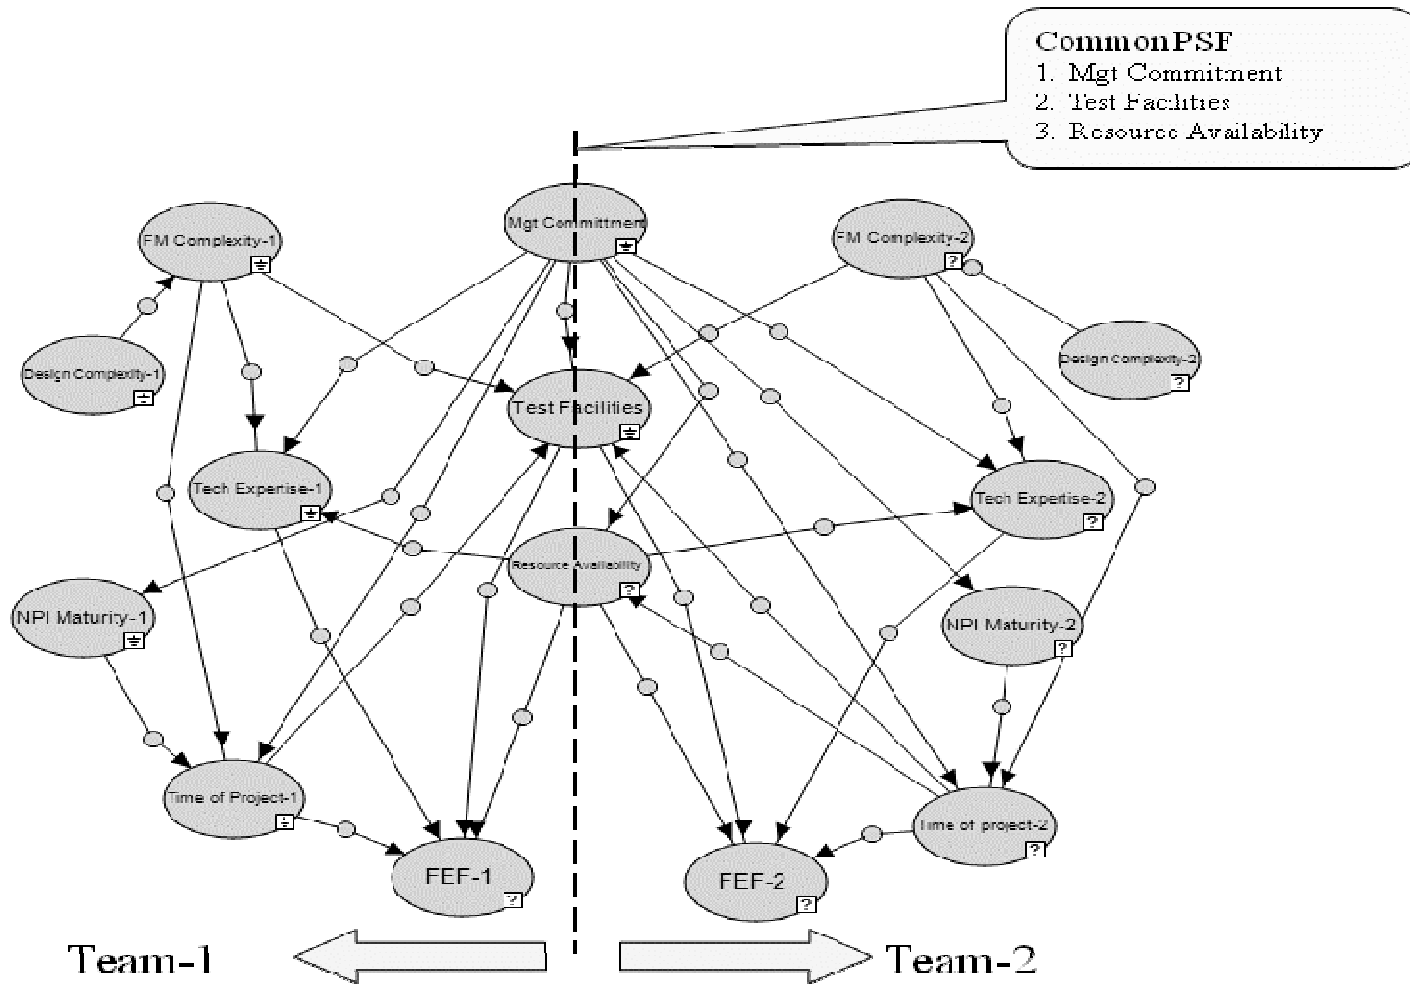 CommonPSF
1. Mgt Commitment
2. Test Facilities
3. Resource Availability
Mgt Committment
FM Complexity-1
FM Complexity-2
Design Complexity-1
Design Complexity-2
Test Facilities
Tech Expertise-1
Tech Expertise-2
Resource Availability
NPI Maturity-1
NPI Maturity-2
Time of Project-1
Time of project-2
FEF-1
FEF-2
Team-1
Team-2
?
?
?
?
?
?
?
?